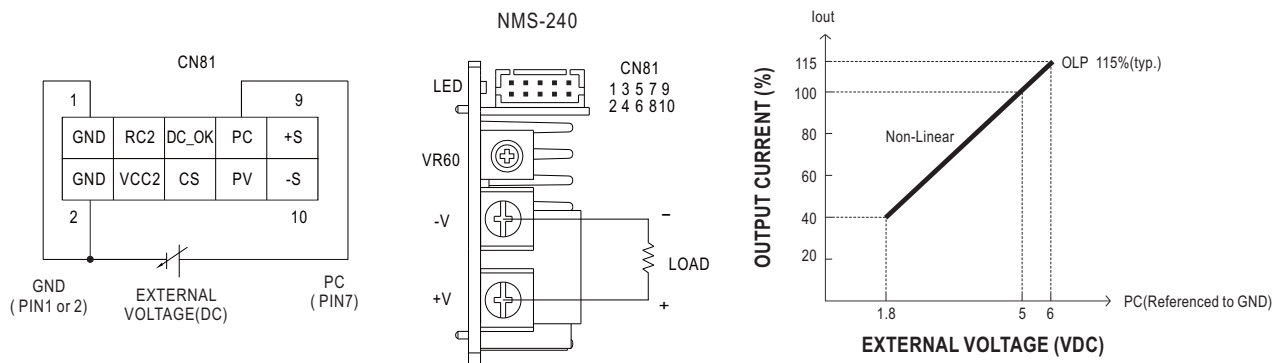 NMS-240
CN81
1
9
GND RC2 DC_OK PC +S
GND VCC2 CS PV -S
2
10
GND
( PIN1 or 2)
EXTERNAL
VOLTAGE(DC)
PC
( PIN7)
LED
CN81
1 3 5 7 9
2 4 6 8 10
VR60
-V
+V
−
LOAD
+
Iout
OUTPUT CURRENT (%)
115
100
80
60
40
20
OLP 115%(typ.)
Non-Linear
1.8
5
6
PC(Referenced to GND)
EXTERNAL VOLTAGE (VDC)